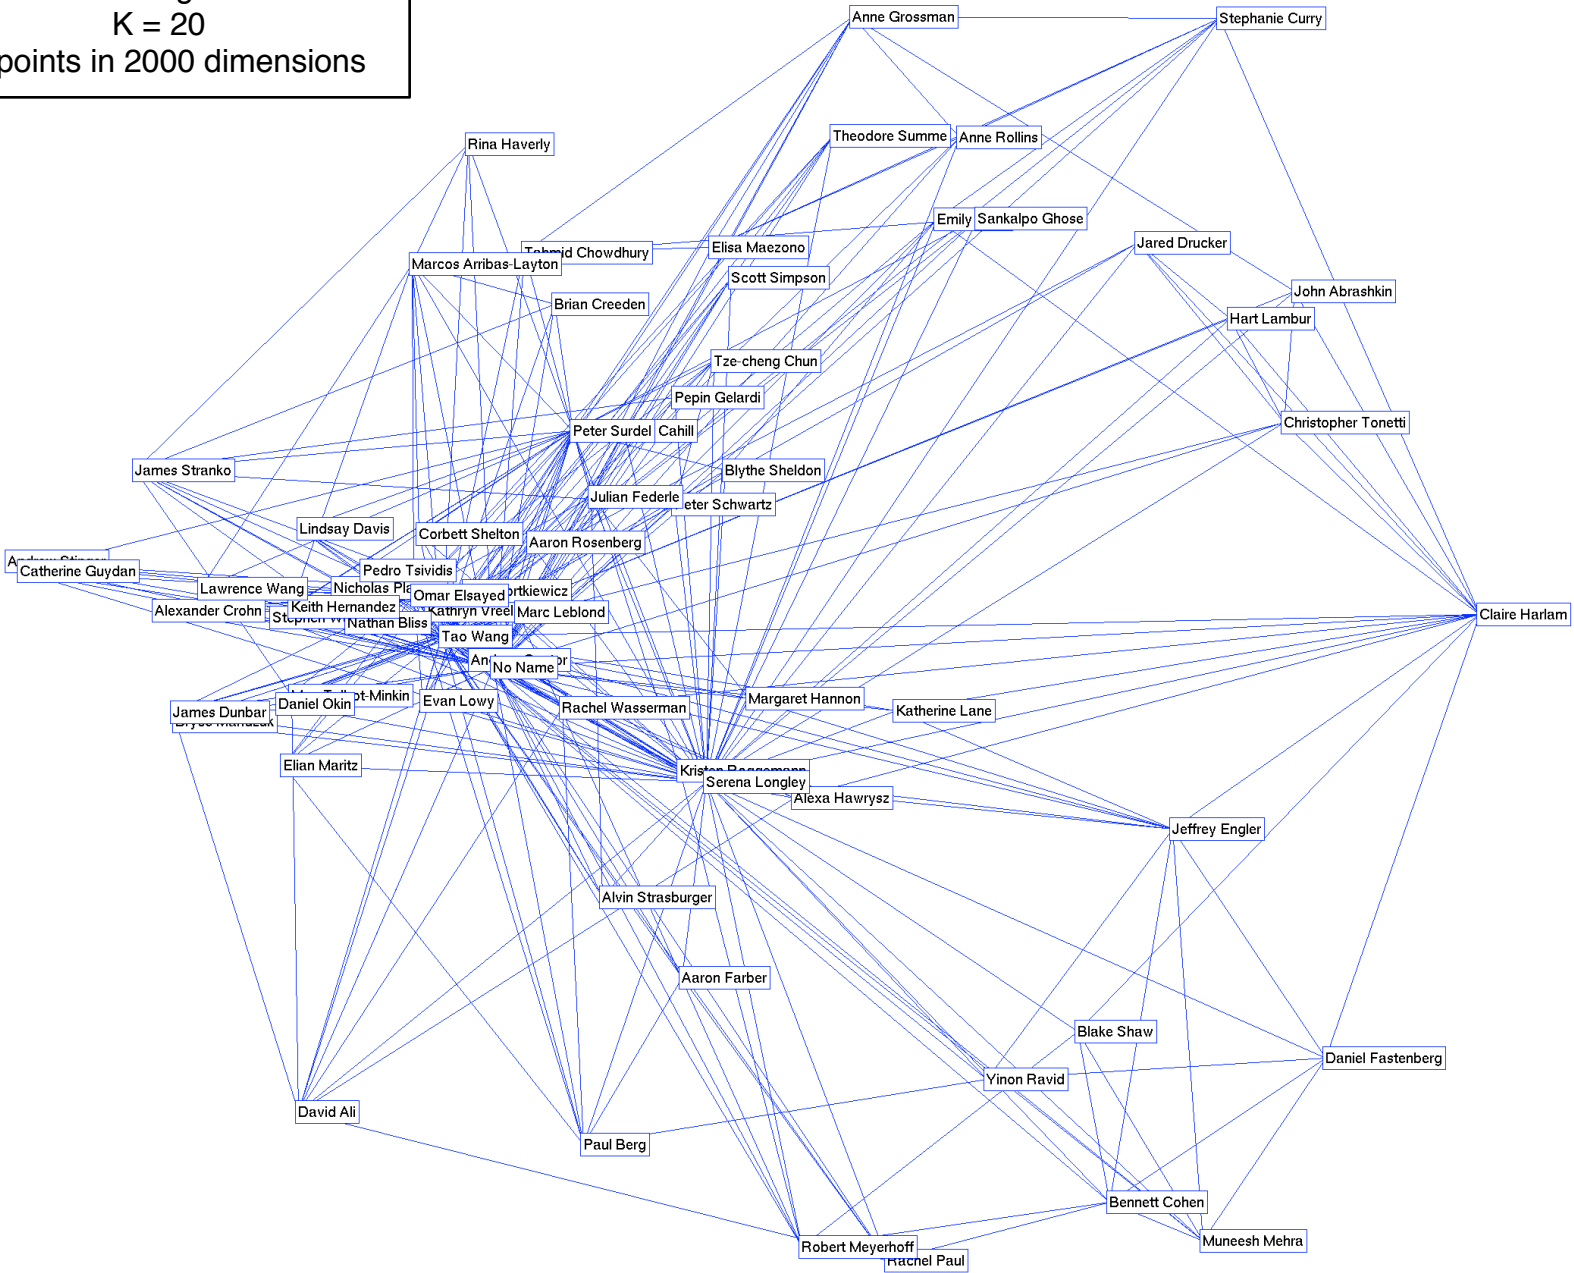 K = 20
points in 2000 dimensions
Anne Grossman
Stephanie Curry
Theodore Summe
Anne Rollins
Rina Haverly
Emily
Sankalpo Ghose
Jared Drucker
Chowdhury
Elisa Maezono
Marcos Arribas-Layton
Scott Simpson
John Abrashkin
Brian Creeden
Hart Lambur
Tze-cheng Chun
Pepin Gelardi
Christopher Tonetti
Peter Surdel
Cahill
James Stranko
Blythe Sheldon
Julian Federle
Schwartz
Lindsay Davis
Corbett Shelton
Aaron Rosenberg
Catherine Guydan
Pedro Tsividis
Lawrence Wang
Nicholas
Omar Elsayed
Alexander Crohn
Keith Hernandez
Kathryn
Marc Leblond
Claire Harlam
Nathan Bliss
Tao Wang
No Name
Daniel Okin
Evan Lowy
Rachel Wasserman
Margaret Hannon
Katherine Lane
James Dunbar
Elian Maritz
Serena Longley
Alexa Hawrysz
Jeffrey Engler
Alvin Strasburger
Aaron Farber
Blake Shaw
Daniel Fastenberg
Yinon Ravid
David Ali
Paul Berg
Bennett Cohen
Muneesh Mehra
Robert Meyerhoff
Rachel Paul